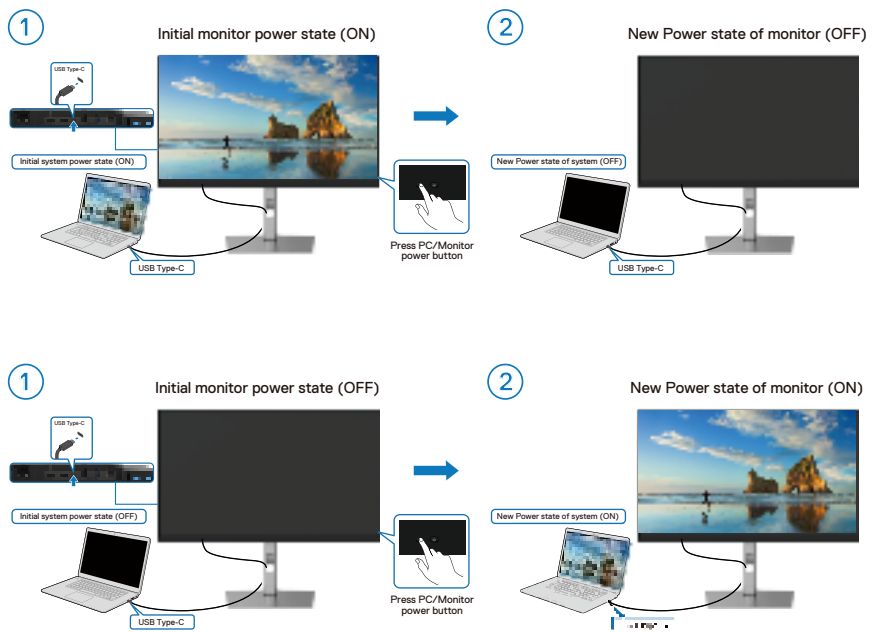 1
Initial monitor power state (ON)
2
New Power state of monitor (OFF)
USB Type-C
Initial system power state (ON)
New Power state of system (OFF)
Press PC/Monitor
power button
USB Type-C
USB Type-C
1
Initial monitor power state (OFF)
2
New Power state of monitor (ON)
USB Type-C
Initial system power state (OFF)
New Power state of system (ON)
Press PC/Monitor
power button
USB Type-C